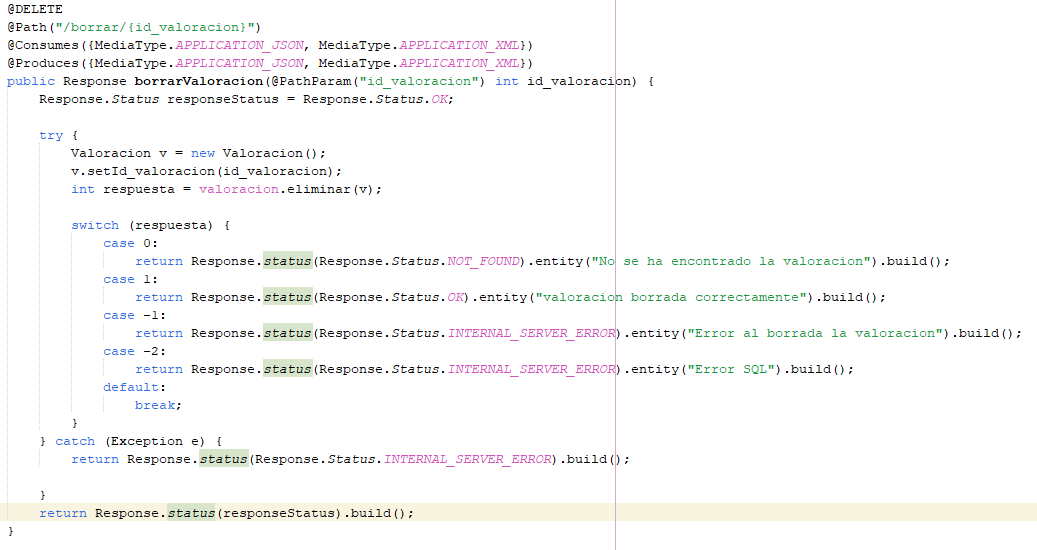 @DELETE
@Path("/borrar/{id_valoracion}")
@Consumes({MediaType.APPLICATION_JSON, MediaType.APPLICATION_XML})
@Produces({MediaType.APPLICATION_JSON, MediaType.APPLICATION_XML})
public Response borrarValoracion(@PathParam("id_valoracion") int id_valoracion) {
    Response.Status responseStatus = Response.Status.OK;

    try {
        Valoracion v = new Valoracion();
        v.setId_valoracion(id_valoracion);
        int respuesta = valoracion.eliminar(v);

        switch (respuesta) {
            case 0:
                return Response.status(Response.Status.NOT_FOUND).entity("No se ha encontrado la valoracion").build();
            case 1:
                return Response.status(Response.Status.OK).entity("valoracion borrada correctamente").build();
            case -1:
                return Response.status(Response.Status.INTERNAL_SERVER_ERROR).entity("Error al borrada la valoracion").build();
            case -2:
                return Response.status(Response.Status.INTERNAL_SERVER_ERROR).entity("Error SQL").build();
            default:
                break;
        }
    } catch (Exception e) {
        return Response.status(Response.Status.INTERNAL_SERVER_ERROR).build();

    }
    return Response.status(responseStatus).build();
}